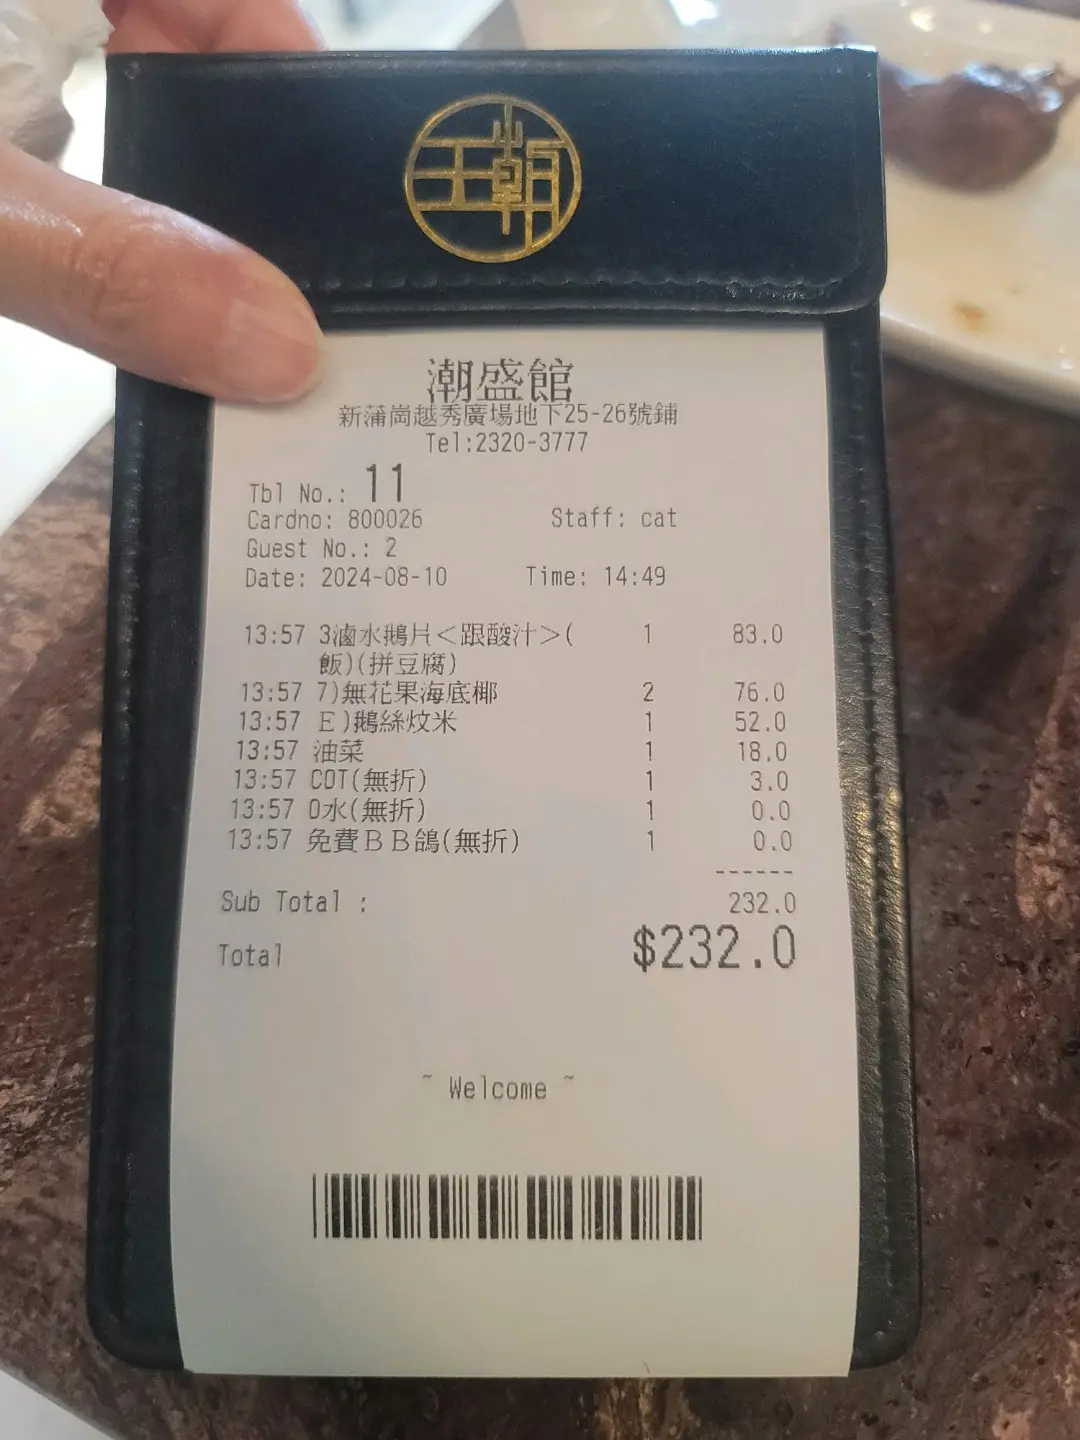 王朝
潮盛館
新蒲崗越秀廣場地下25-26號鋪
Tel:2320-3777
Tbl No.: 11
Cardno: 800026 Staff: cat
Guest No.: 2
Date: 2024-08-10 Time: 14:49
13:57 3滷水鵝片＜跟酸汁＞( 1 83.0
飯)(拼豆腐)
13:57 7)無花果海底椰 2 76.0
13:57 Ｅ)鵝絲炆米 1 52.0
13:57 油菜 1 18.0
13:57 COT(無折) 1 3.0
13:57 O水(無折) 1 0.0
13:57 免費ＢＢ鴿(無折) 1 0.0
------
Sub Total : 232.0
Total $232.0
~ Welcome ~